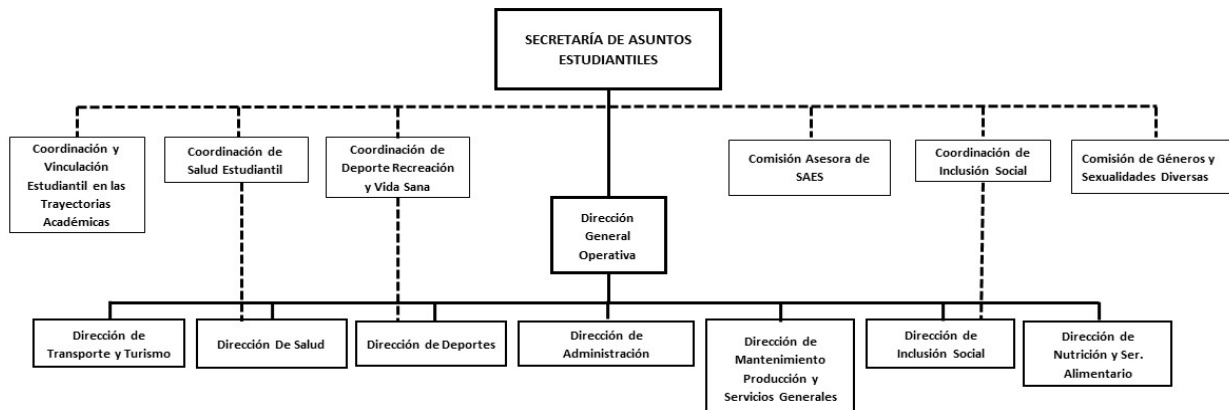 SECRETARÍA DE ASUNTOS
ESTUDIANTILES
Coordinación y
Vinculación
Estudiantil en las
Trayectorias
Académicas
Coordinación de
Salud Estudiantil
Coordinación de
Deporte Recreación
y Vida Sana
Comisión Asesora de
SAES
Coordinación de
Inclusión Social
Comisión de Géneros y
Sexualidades Diversas
Dirección
General
Operativa
Dirección de
Transporte y Turismo
Dirección De Salud
Dirección de Deportes
Dirección de
Administración
Dirección de
Mantenimiento
Producción y
Servicios Generales
Dirección de
Inclusión Social
Dirección de
Nutrición y Ser.
Alimentario